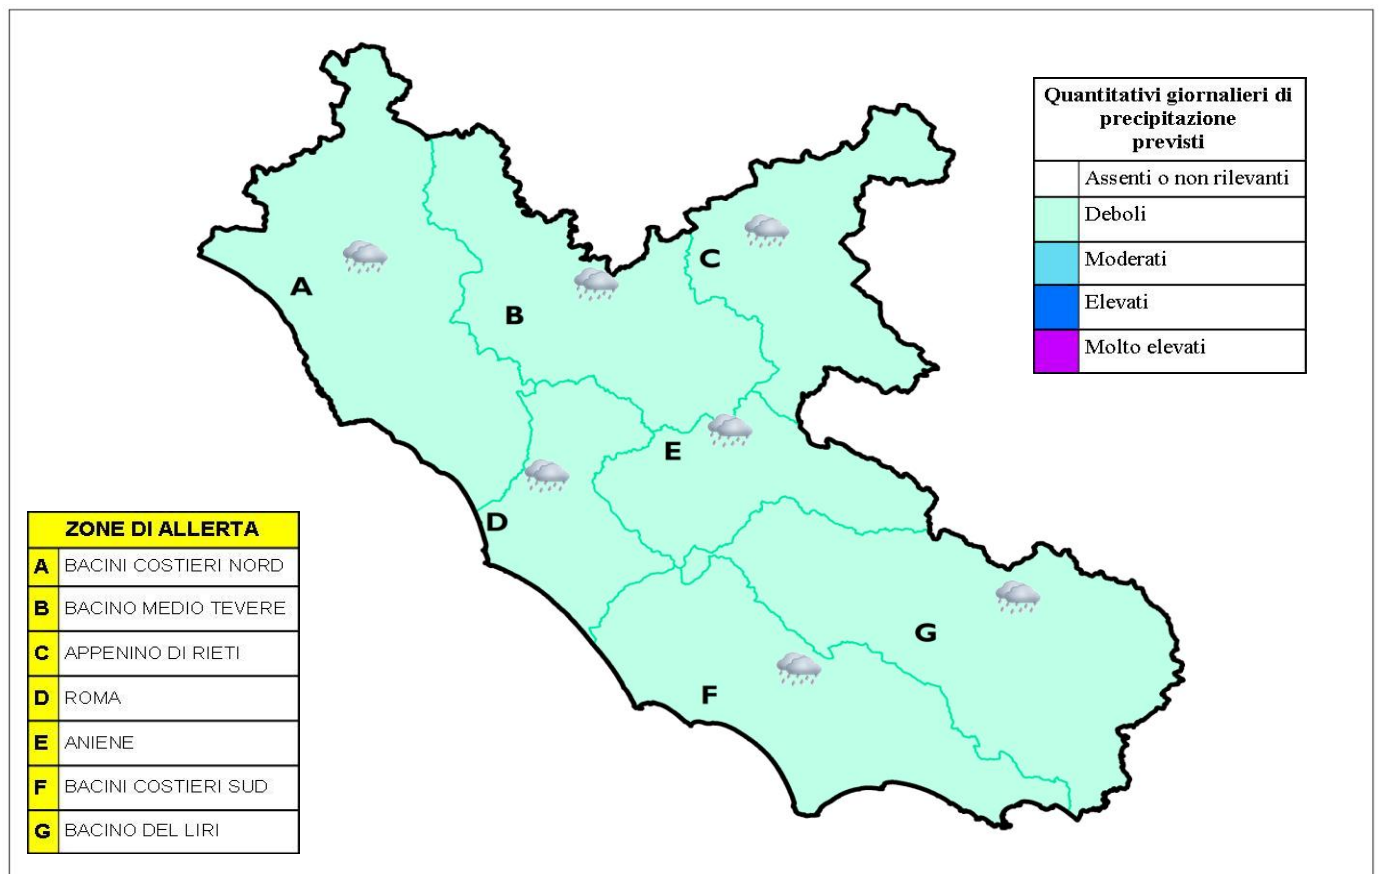 Quantitativi giornalieri di
precipitazione
previsti
Assenti o non rilevanti
Deboli
Moderati
Elevati
Molto elevati
A
B
C
E
D
G
F
ZONE DI ALLERTA
A BACINI COSTIERI NORD
B BACINO MEDIO TEVERE
C APPENINO DI RIETI
D ROMA
E ANIENE
F BACINI COSTIERI SUD
G BACINO DEL LIRI